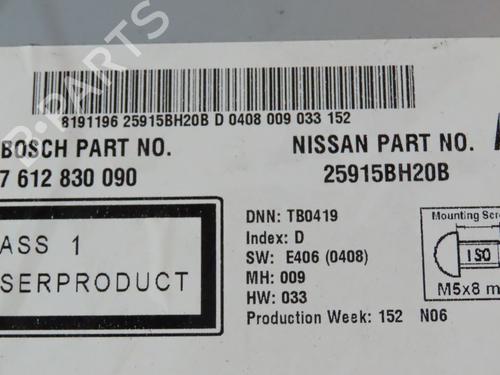 B-PARTS
8191196 25915BH20B D 0408 009 033 152
BOSCH PART NO.
7 612 830 090
NISSAN PART NO.
25915BH20B
ASS 1
SERPRODUCT
DNN: TB0419
Index: D
SW: E406 (0408)
MH: 009
HW: 033
Production Week: 152 N06
Mounting Scre
ISO
M5x8 m